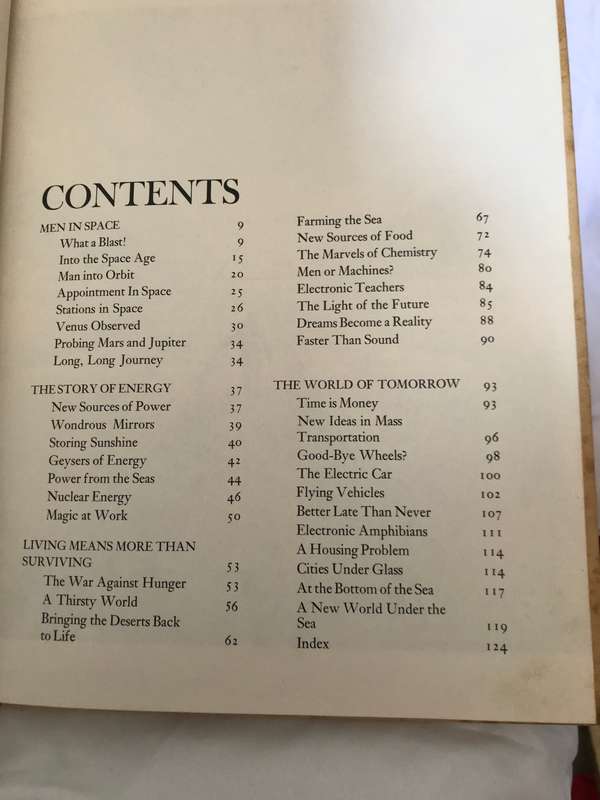 CONTENTS
MEN IN SPACE 9
What a Blast! 9
Into the Space Age 15
Man into Orbit 20
Appointment In Space 25
Stations in Space 26
Venus Observed 30
Probing Mars and Jupiter 34
Long, Long Journey 34
THE STORY OF ENERGY 37
New Sources of Power 37
Wondrous Mirrors 39
Storing Sunshine 40
Geysers of Energy 42
Power from the Seas 44
Nuclear Energy 46
Magic at Work 50
LIVING MEANS MORE THAN
SURVIVING 53
The War Against Hunger 53
A Thirsty World 56
Bringing the Deserts Back
to Life 62
Farming the Sea 67
New Sources of Food 72
The Marvels of Chemistry 74
Men or Machines? 80
Electronic Teachers 84
The Light of the Future 85
Dreams Become a Reality 88
Faster Than Sound 90
THE WORLD OF TOMORROW 93
Time is Money 93
New Ideas in Mass
Transportation 96
Good-Bye Wheels? 98
The Electric Car 100
Flying Vehicles 102
Better Late Than Never 107
Electronic Amphibians 111
A Housing Problem 114
Cities Under Glass 114
At the Bottom of the Sea 117
A New World Under the
Sea 119
Index 124